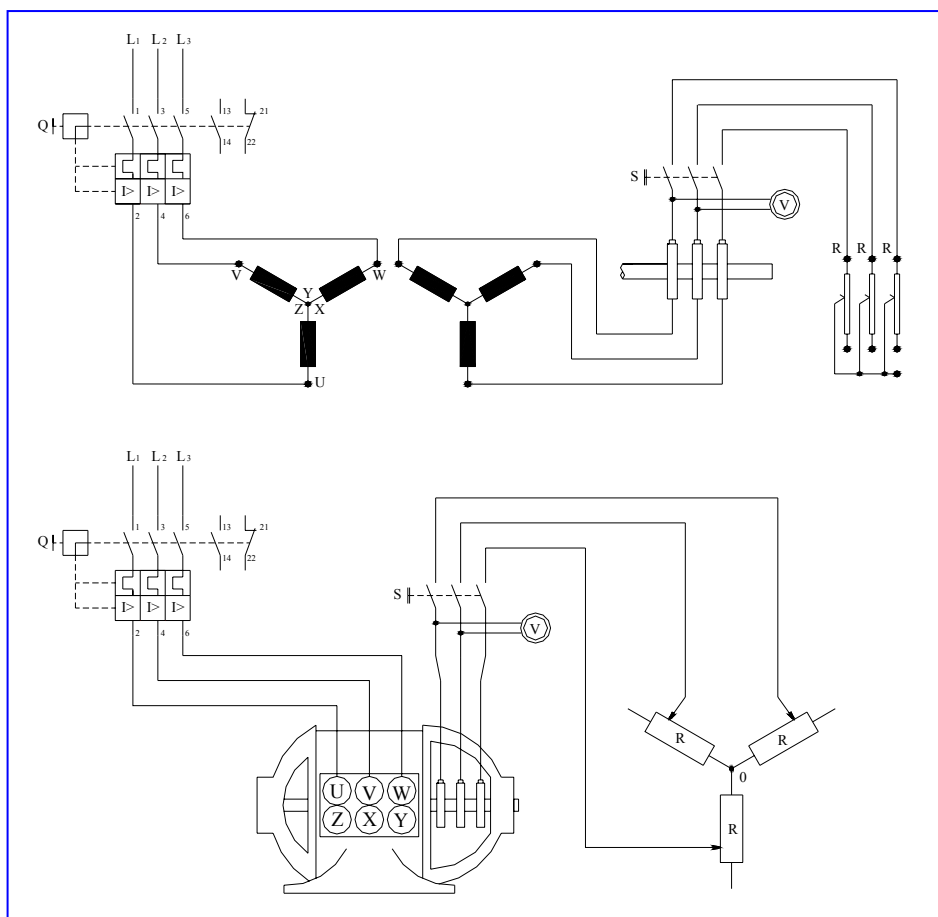 L1 L2 L3
Q 1 3 5 13 21
14 22
I> I> I>
2 4 6
S
V
R R R
V W
Y
Z X
U
L1 L2 L3
Q 1 3 5 13 21
14 22
I> I> I>
2 4 6
S
V
R R
0
U V W
Z X Y
R